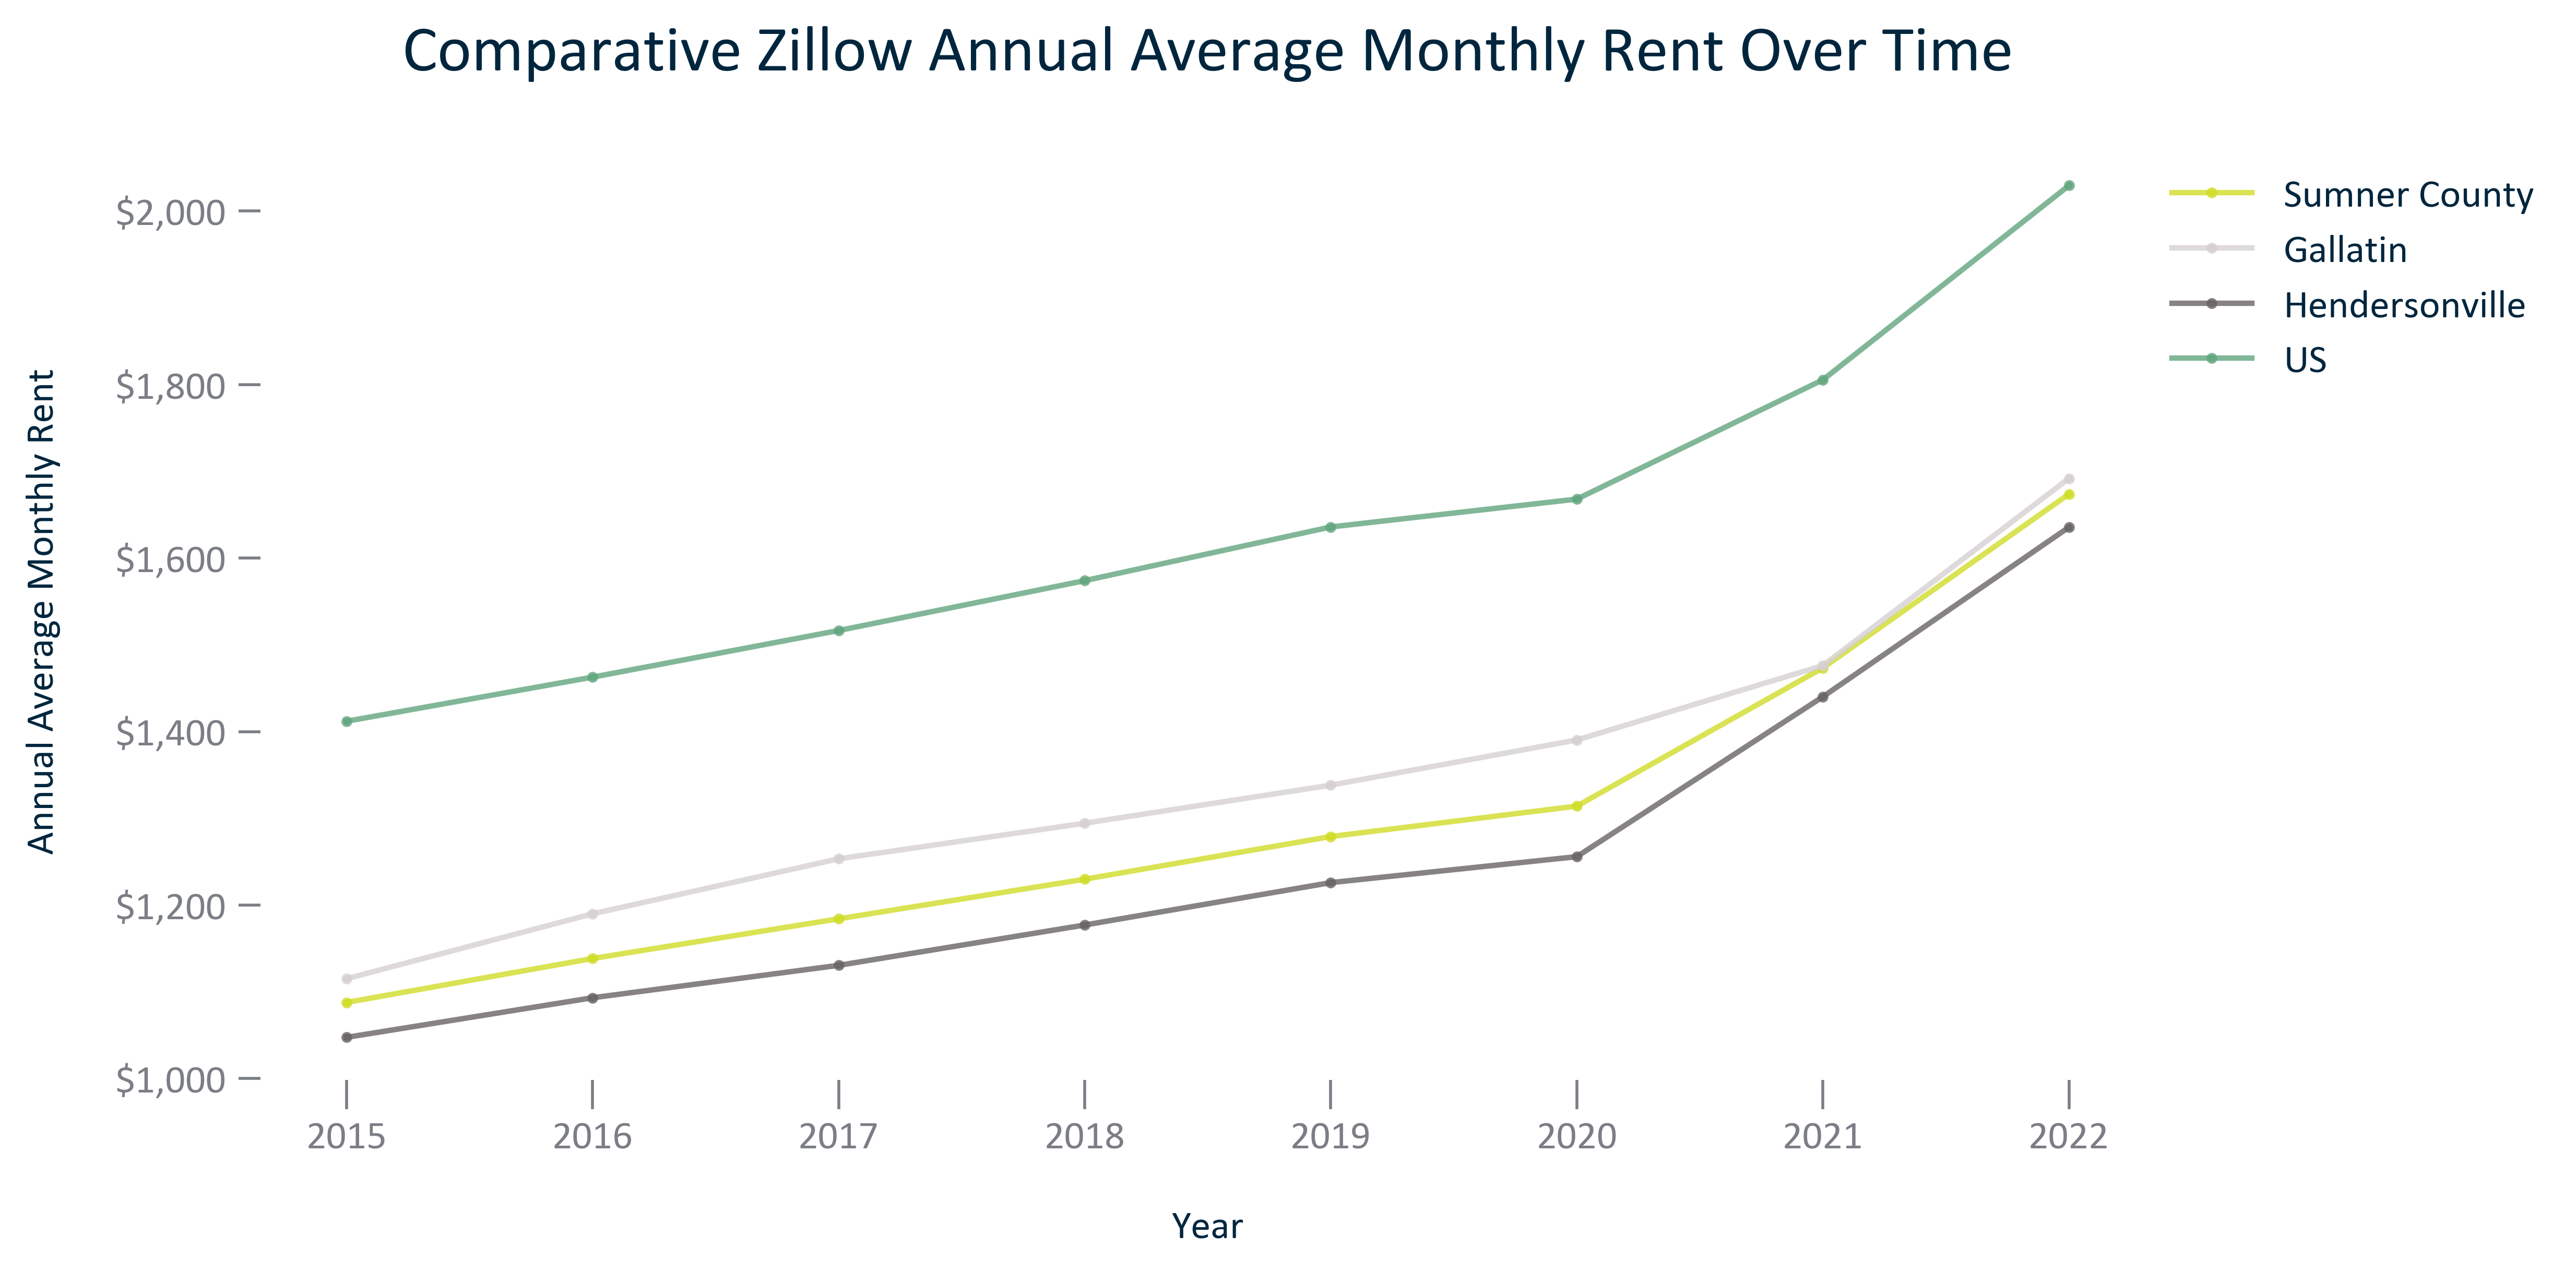 Comparative Zillow Annual Average Monthly Rent Over Time
Annual Average Monthly Rent
$2,000
$1,800
$1,600
$1,400
$1,200
$1,000
2015 2016 2017 2018 2019 2020 2021 2022
Year
Sumner County
Gallatin
Hendersonville
US